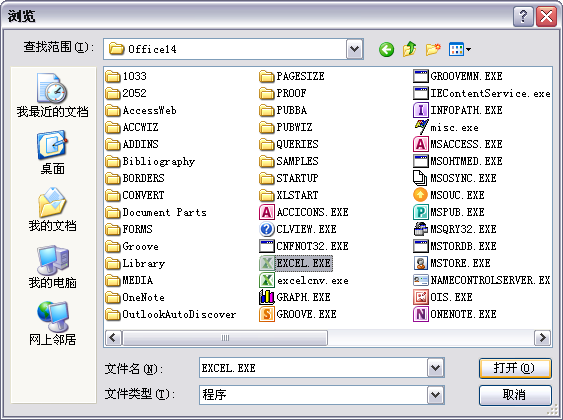 浏览
查找范围(I):
Office14
我最近的文档
桌面
我的文档
我的电脑
网上邻居
1033
2052
AccessWeb
ACCWIZ
ADDINS
Bibliography
BORDERS
CONVERT
Document Parts
FORMS
Groove
Library
MEDIA
OneNote
OutlookAutoDiscover
PAGESIZE
PROOF
PUBBA
PUBWIZ
QUERIES
SAMPLES
STARTUP
XLSTART
ACCICONS.EXE
CLVIEW.EXE
CNFNOT32.EXE
EXCEL.EXE
excelcnv.exe
GRAPH.EXE
GROOVE.EXE
GROOVEMN.EXE
IEContentService.exe
INFOPATH.EXE
misc.exe
MSACCESS.EXE
MSOHTMED.EXE
MSOSYNC.EXE
MSOUC.EXE
MSPUB.EXE
MSQRY32.EXE
MSTORDB.EXE
MSTORE.EXE
NAMECONTROLSERVER.EX
OIS.EXE
ONENOTE.EXE
文件名(N):
EXCEL.EXE
打开(O)
文件类型(T):
程序
取消